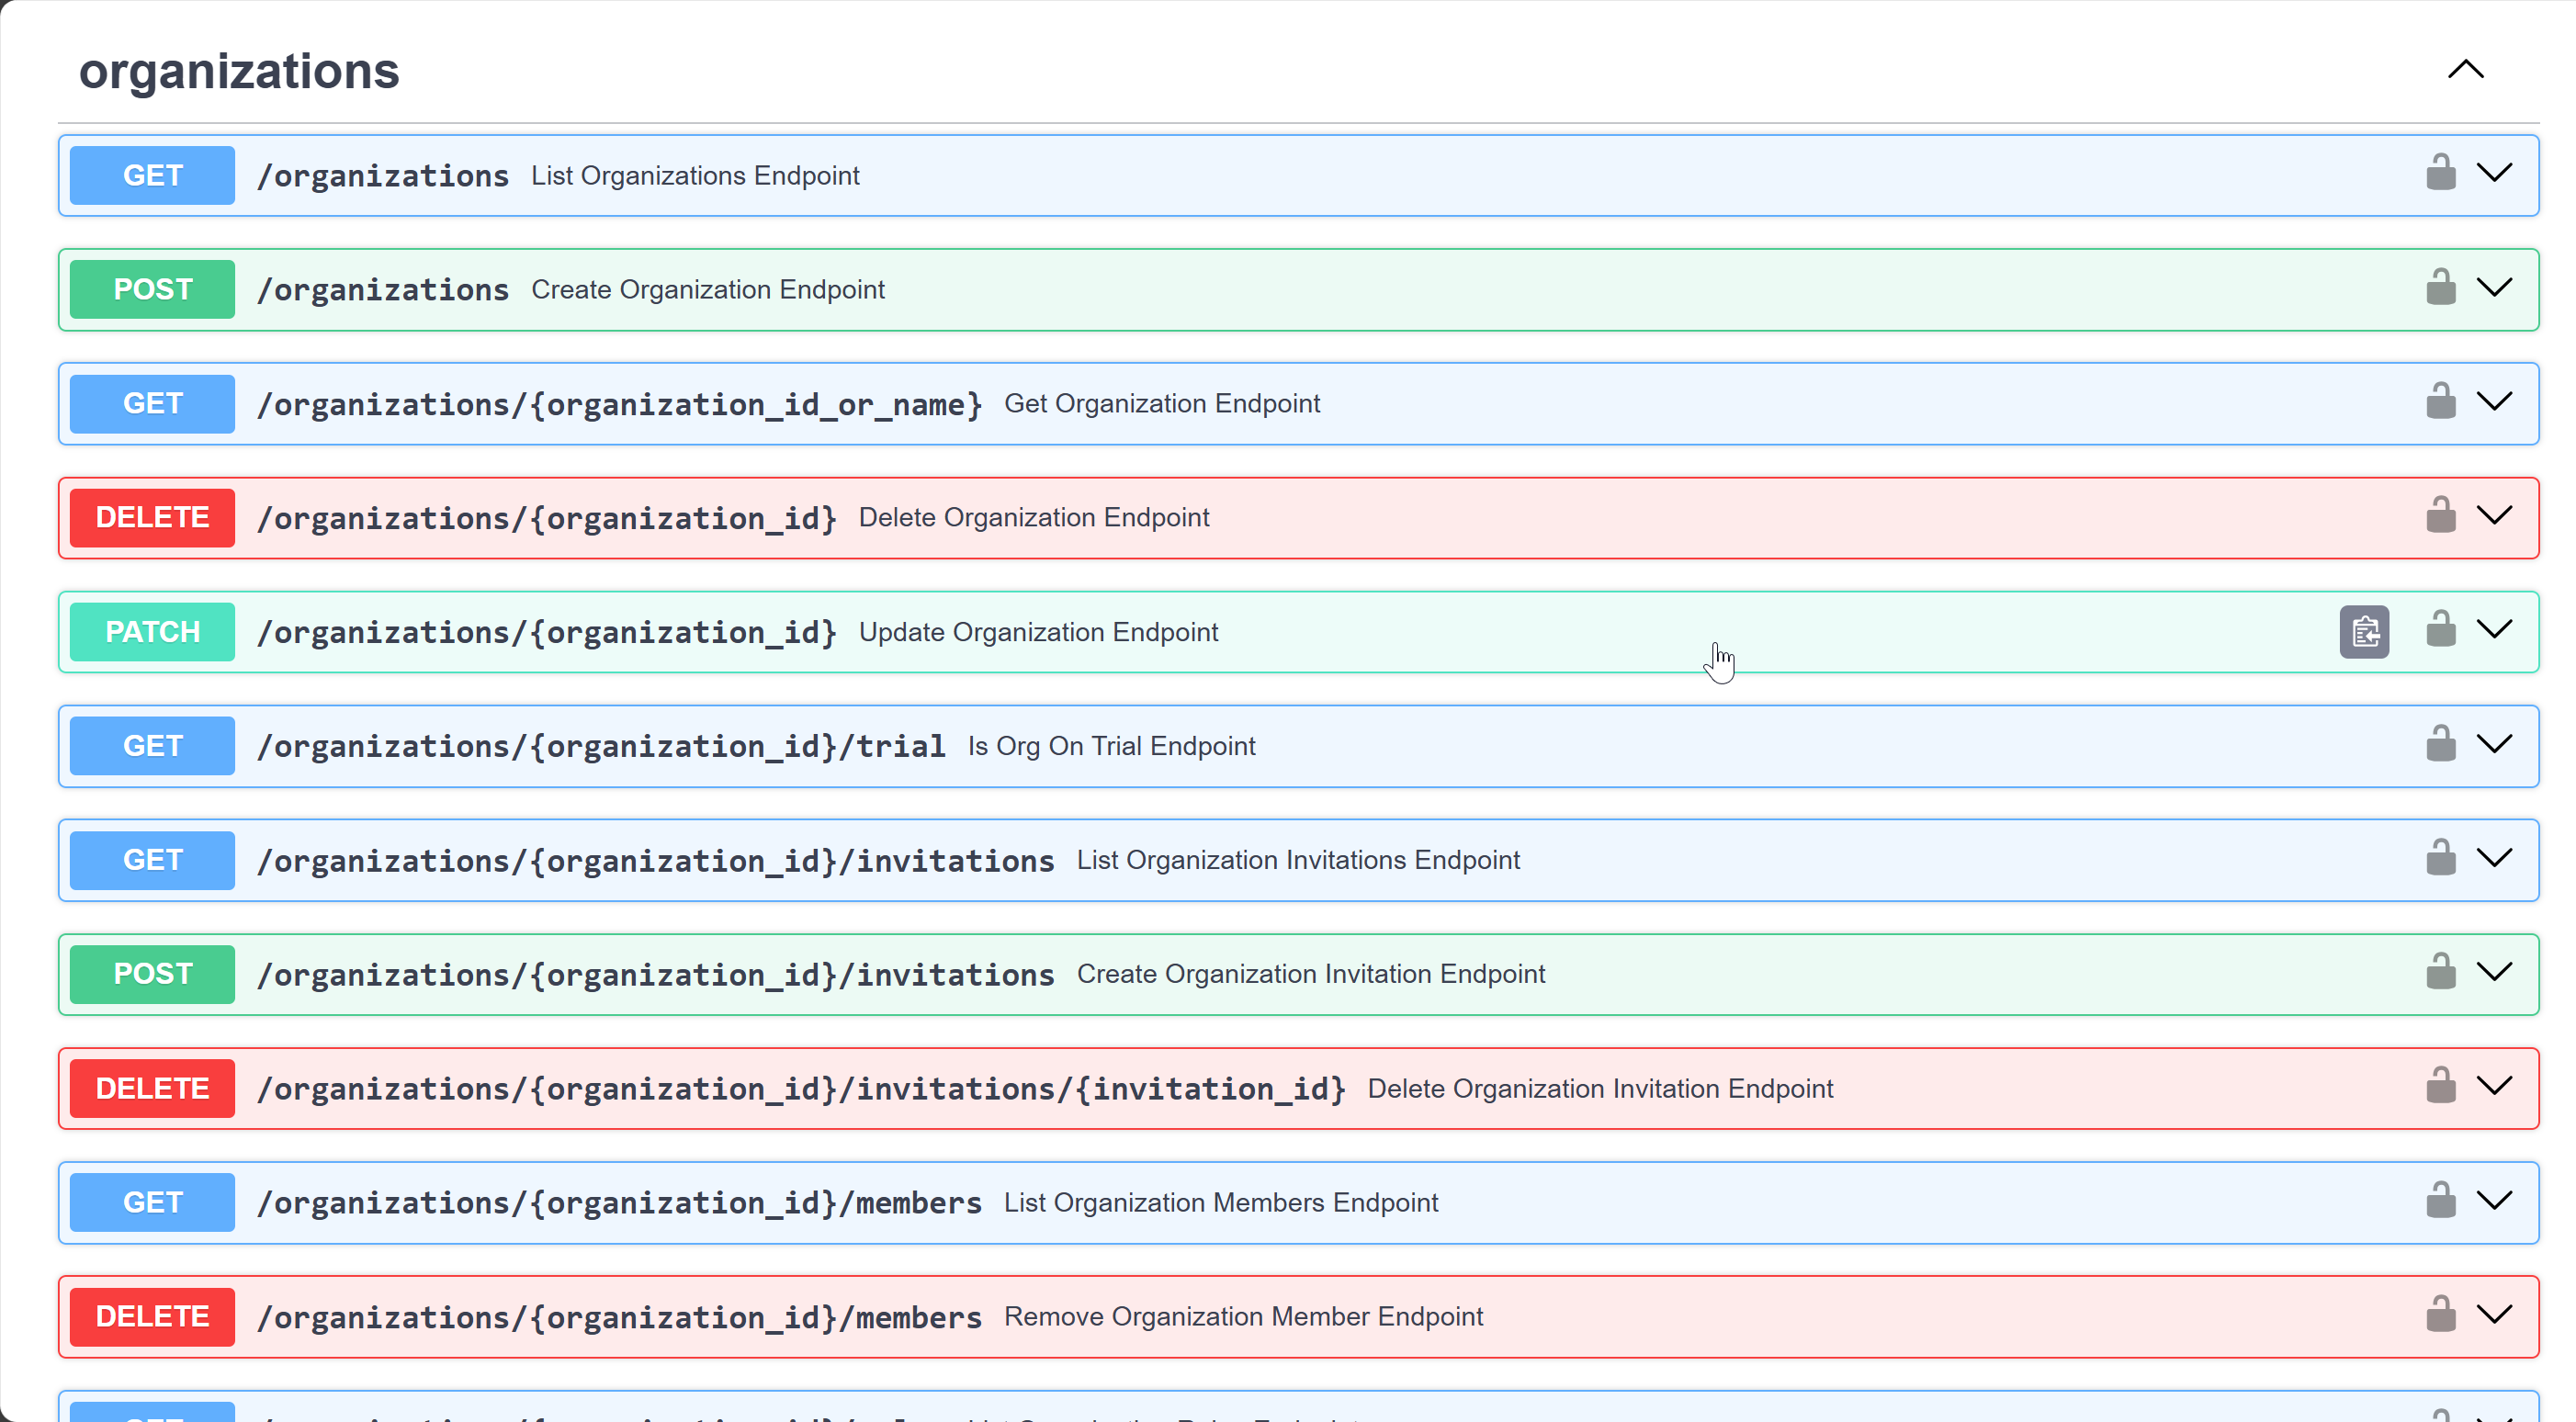 organizations
GET /organizations List Organizations Endpoint
POST /organizations Create Organization Endpoint
GET /organizations/{organization_id_or_name} Get Organization Endpoint
DELETE /organizations/{organization_id} Delete Organization Endpoint
PATCH /organizations/{organization_id} Update Organization Endpoint
GET /organizations/{organization_id}/trial Is Org On Trial Endpoint
GET /organizations/{organization_id}/invitations List Organization Invitations Endpoint
POST /organizations/{organization_id}/invitations Create Organization Invitation Endpoint
DELETE /organizations/{organization_id}/invitations/{invitation_id} Delete Organization Invitation Endpoint
GET /organizations/{organization_id}/members List Organization Members Endpoint
DELETE /organizations/{organization_id}/members Remove Organization Member Endpoint